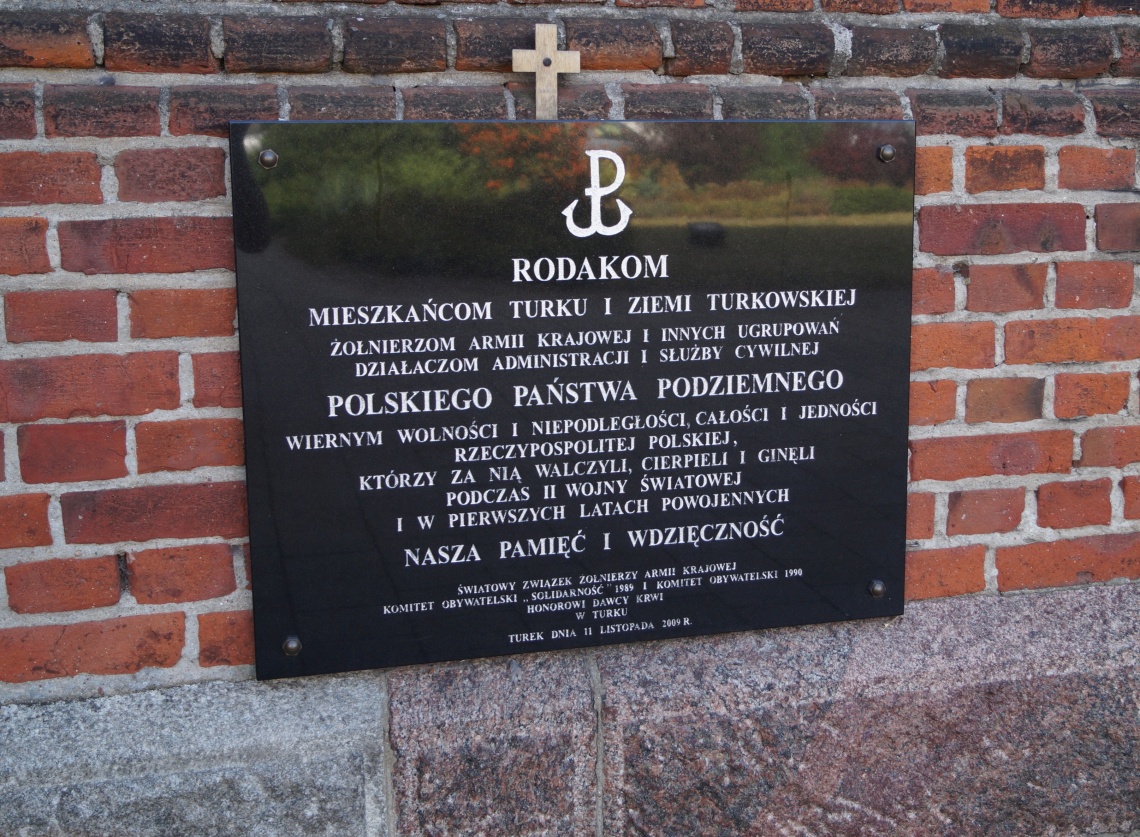 RODAKOM
MIESZKAŃCOM TURKU I ZIEMI TURKOWSKIEJ
ŻOŁNIERZOM ARMII KRAJOWEJ I INNYCH UGRUPOWAŃ
DZIAŁACZOM ADMINISTRACJI I SŁUŻBY CYWILNEJ
POLSKIEGO PAŃSTWA PODZIEMNEGO
WIERNYM WOLNOŚCI I NIEPODLEGŁOŚCI, CAŁOŚCI I JEDNOŚCI
RZECZYPOSPOLITEJ POLSKIEJ,
KTÓRZY ZA NIĄ WALCZYLI, CIERPIELI I GINĘLI
PODCZAS II WOJNY ŚWIATOWEJ
I W PIERWSZYCH LATACH POWOJENNYCH
NASZA PAMIĘĆ I WDZIĘCZNOŚĆ
ŚWIATOWY ZWIĄZEK ŻOŁNIERZY ARMII KRAJOWEJ
KOMITET OBYWATELSKI „SOLIDARNOŚĆ" 1989 I KOMITET OBYWATELSKI 1990
HONOROWI DAWCY KRWI
W TURKU
TUREK DNIA 11 LISTOPADA 2009 R.